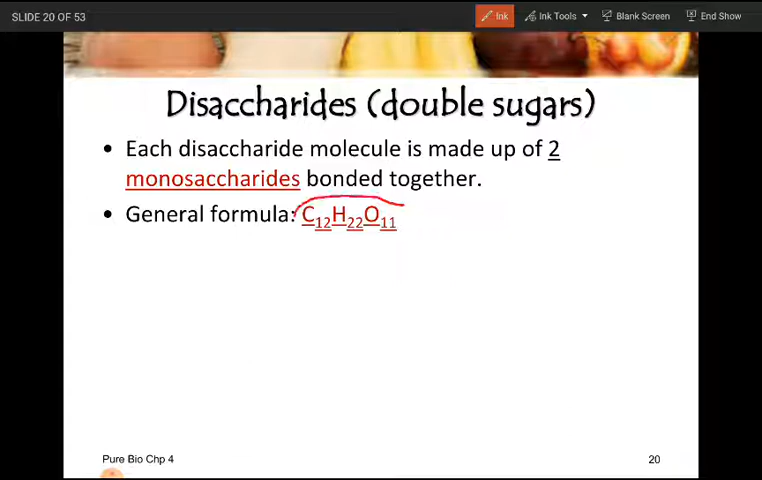 SLIDE 20 OF 53
Ink Ink Tools Blank Screen End Show
Disaccharides (double sugars)
• Each disaccharide molecule is made up of 2
monosaccharides bonded together.
• General formula: C₁₂H₂₂O₁₁
Pure Bio Chp 4 20